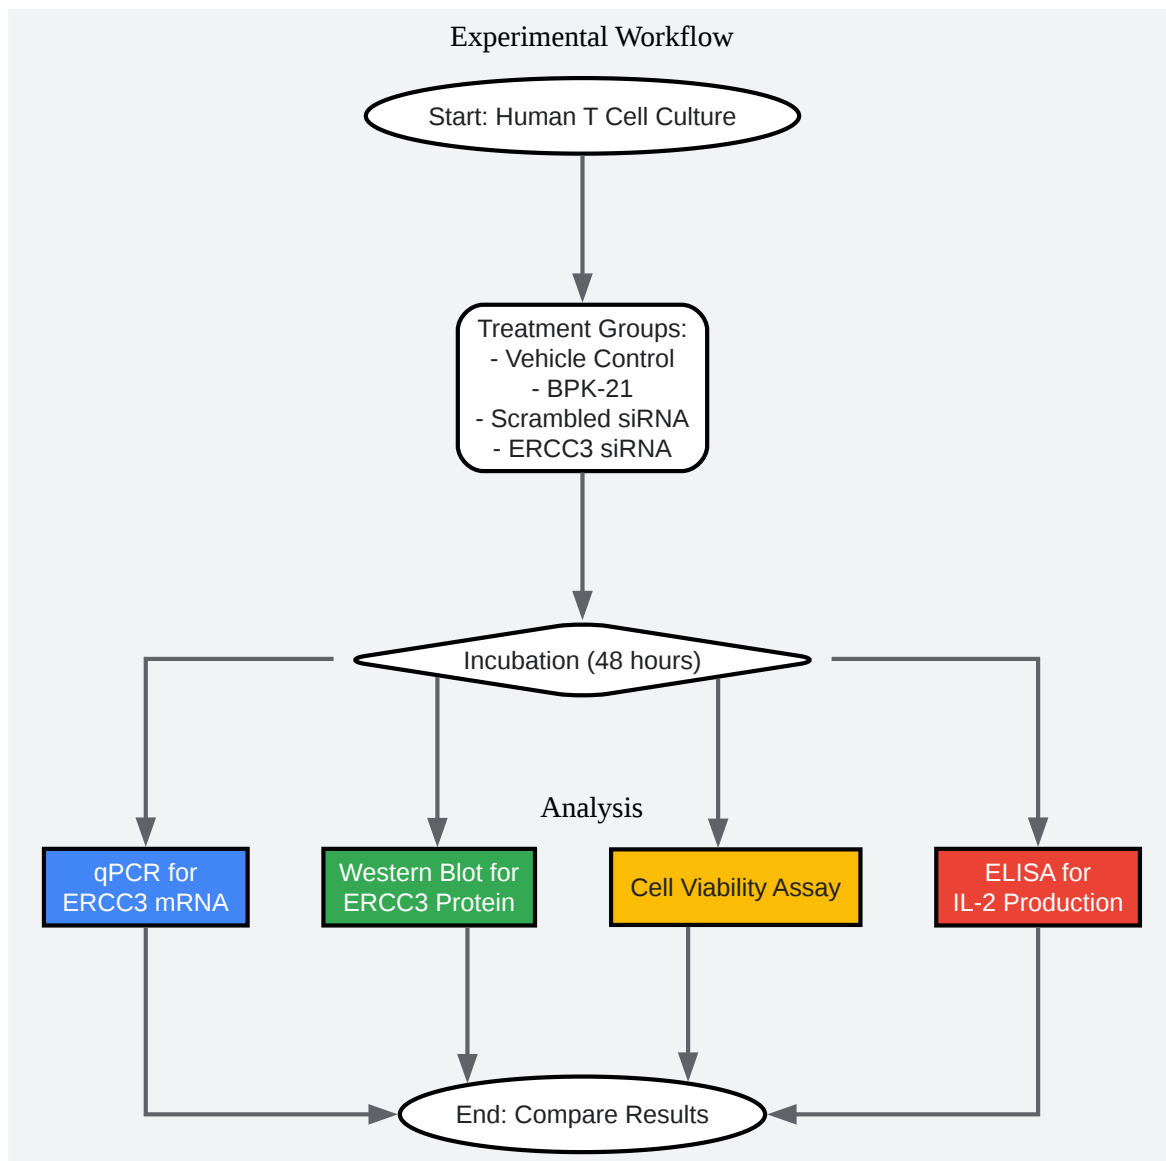 Experimental Workflow
Start: Human T Cell Culture
Treatment Groups:
- Vehicle Control
- BPK-21
- Scrambled siRNA
- ERCC3 siRNA
Incubation (48 hours)
Analysis
qPCR for
ERCC3 mRNA
Western Blot for
ERCC3 Protein
Cell Viability Assay
ELISA for
IL-2 Production
End: Compare Results